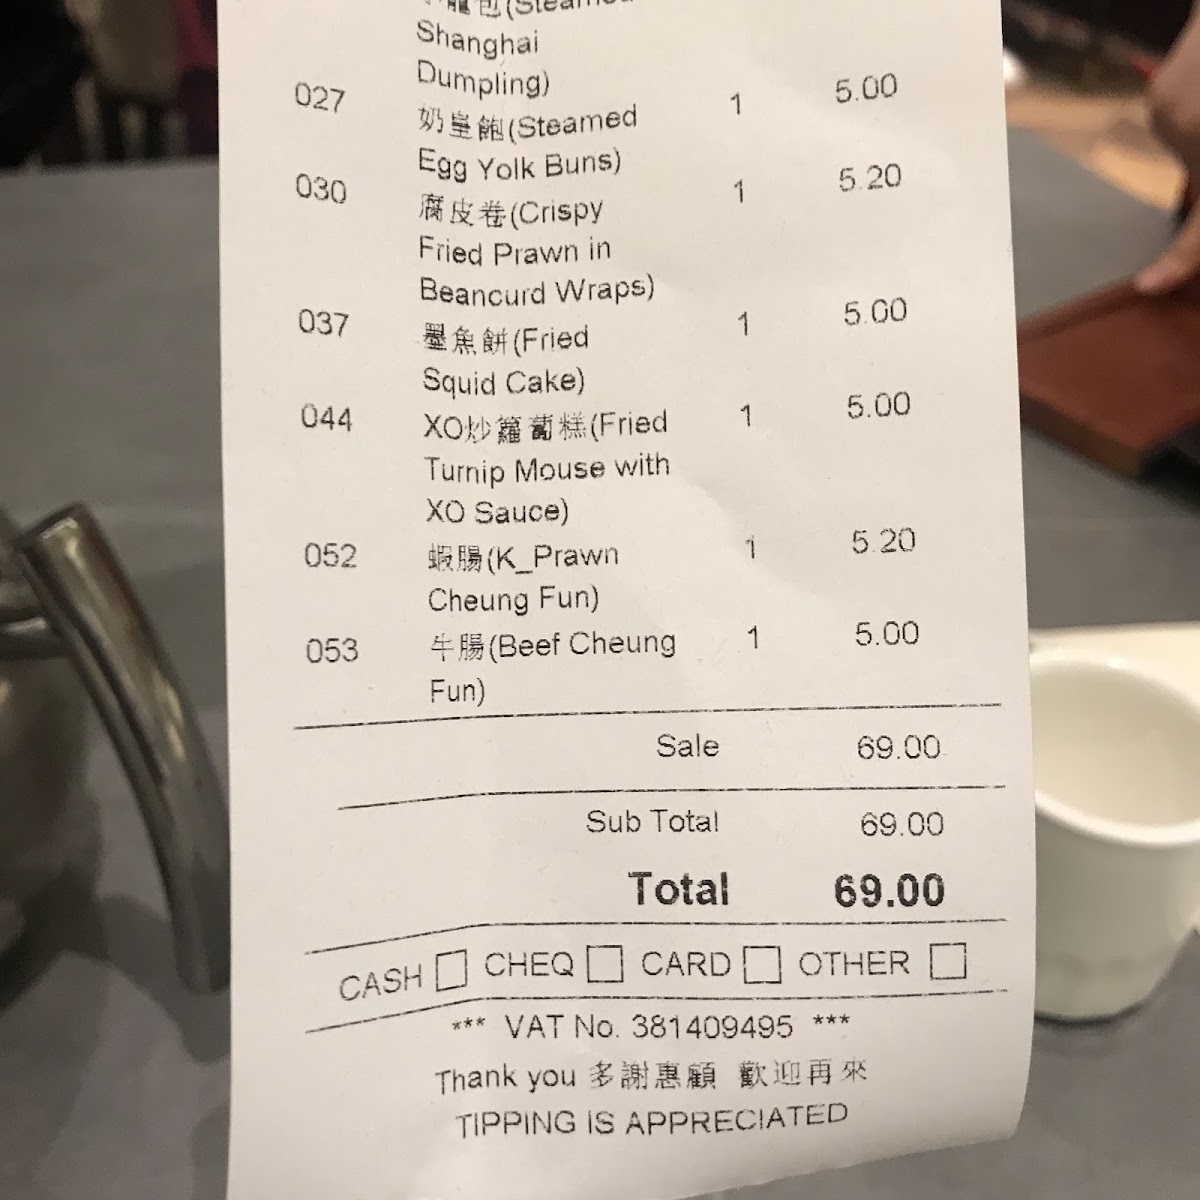 小籠包(Steamed
Shanghai
Dumpling)
027 奶皇飽(Steamed 1 5.00
Egg Yolk Buns)
030 腐皮卷(Crispy 1 5.20
Fried Prawn in
Beancurd Wraps)
037 墨魚餅(Fried 1 5.00
Squid Cake)
044 XO炒蘿蔔糕(Fried 1 5.00
Turnip Mouse with
XO Sauce)
052 蝦腸(K_Prawn 1 5.20
Cheung Fun)
053 牛腸(Beef Cheung 1 5.00
Fun)
Sale 69.00
Sub Total 69.00
Total 69.00
CASH CHEQ CARD OTHER
*** VAT No. 381409495 ***
Thank you 多謝惠顧 歡迎再來
TIPPING IS APPRECIATED